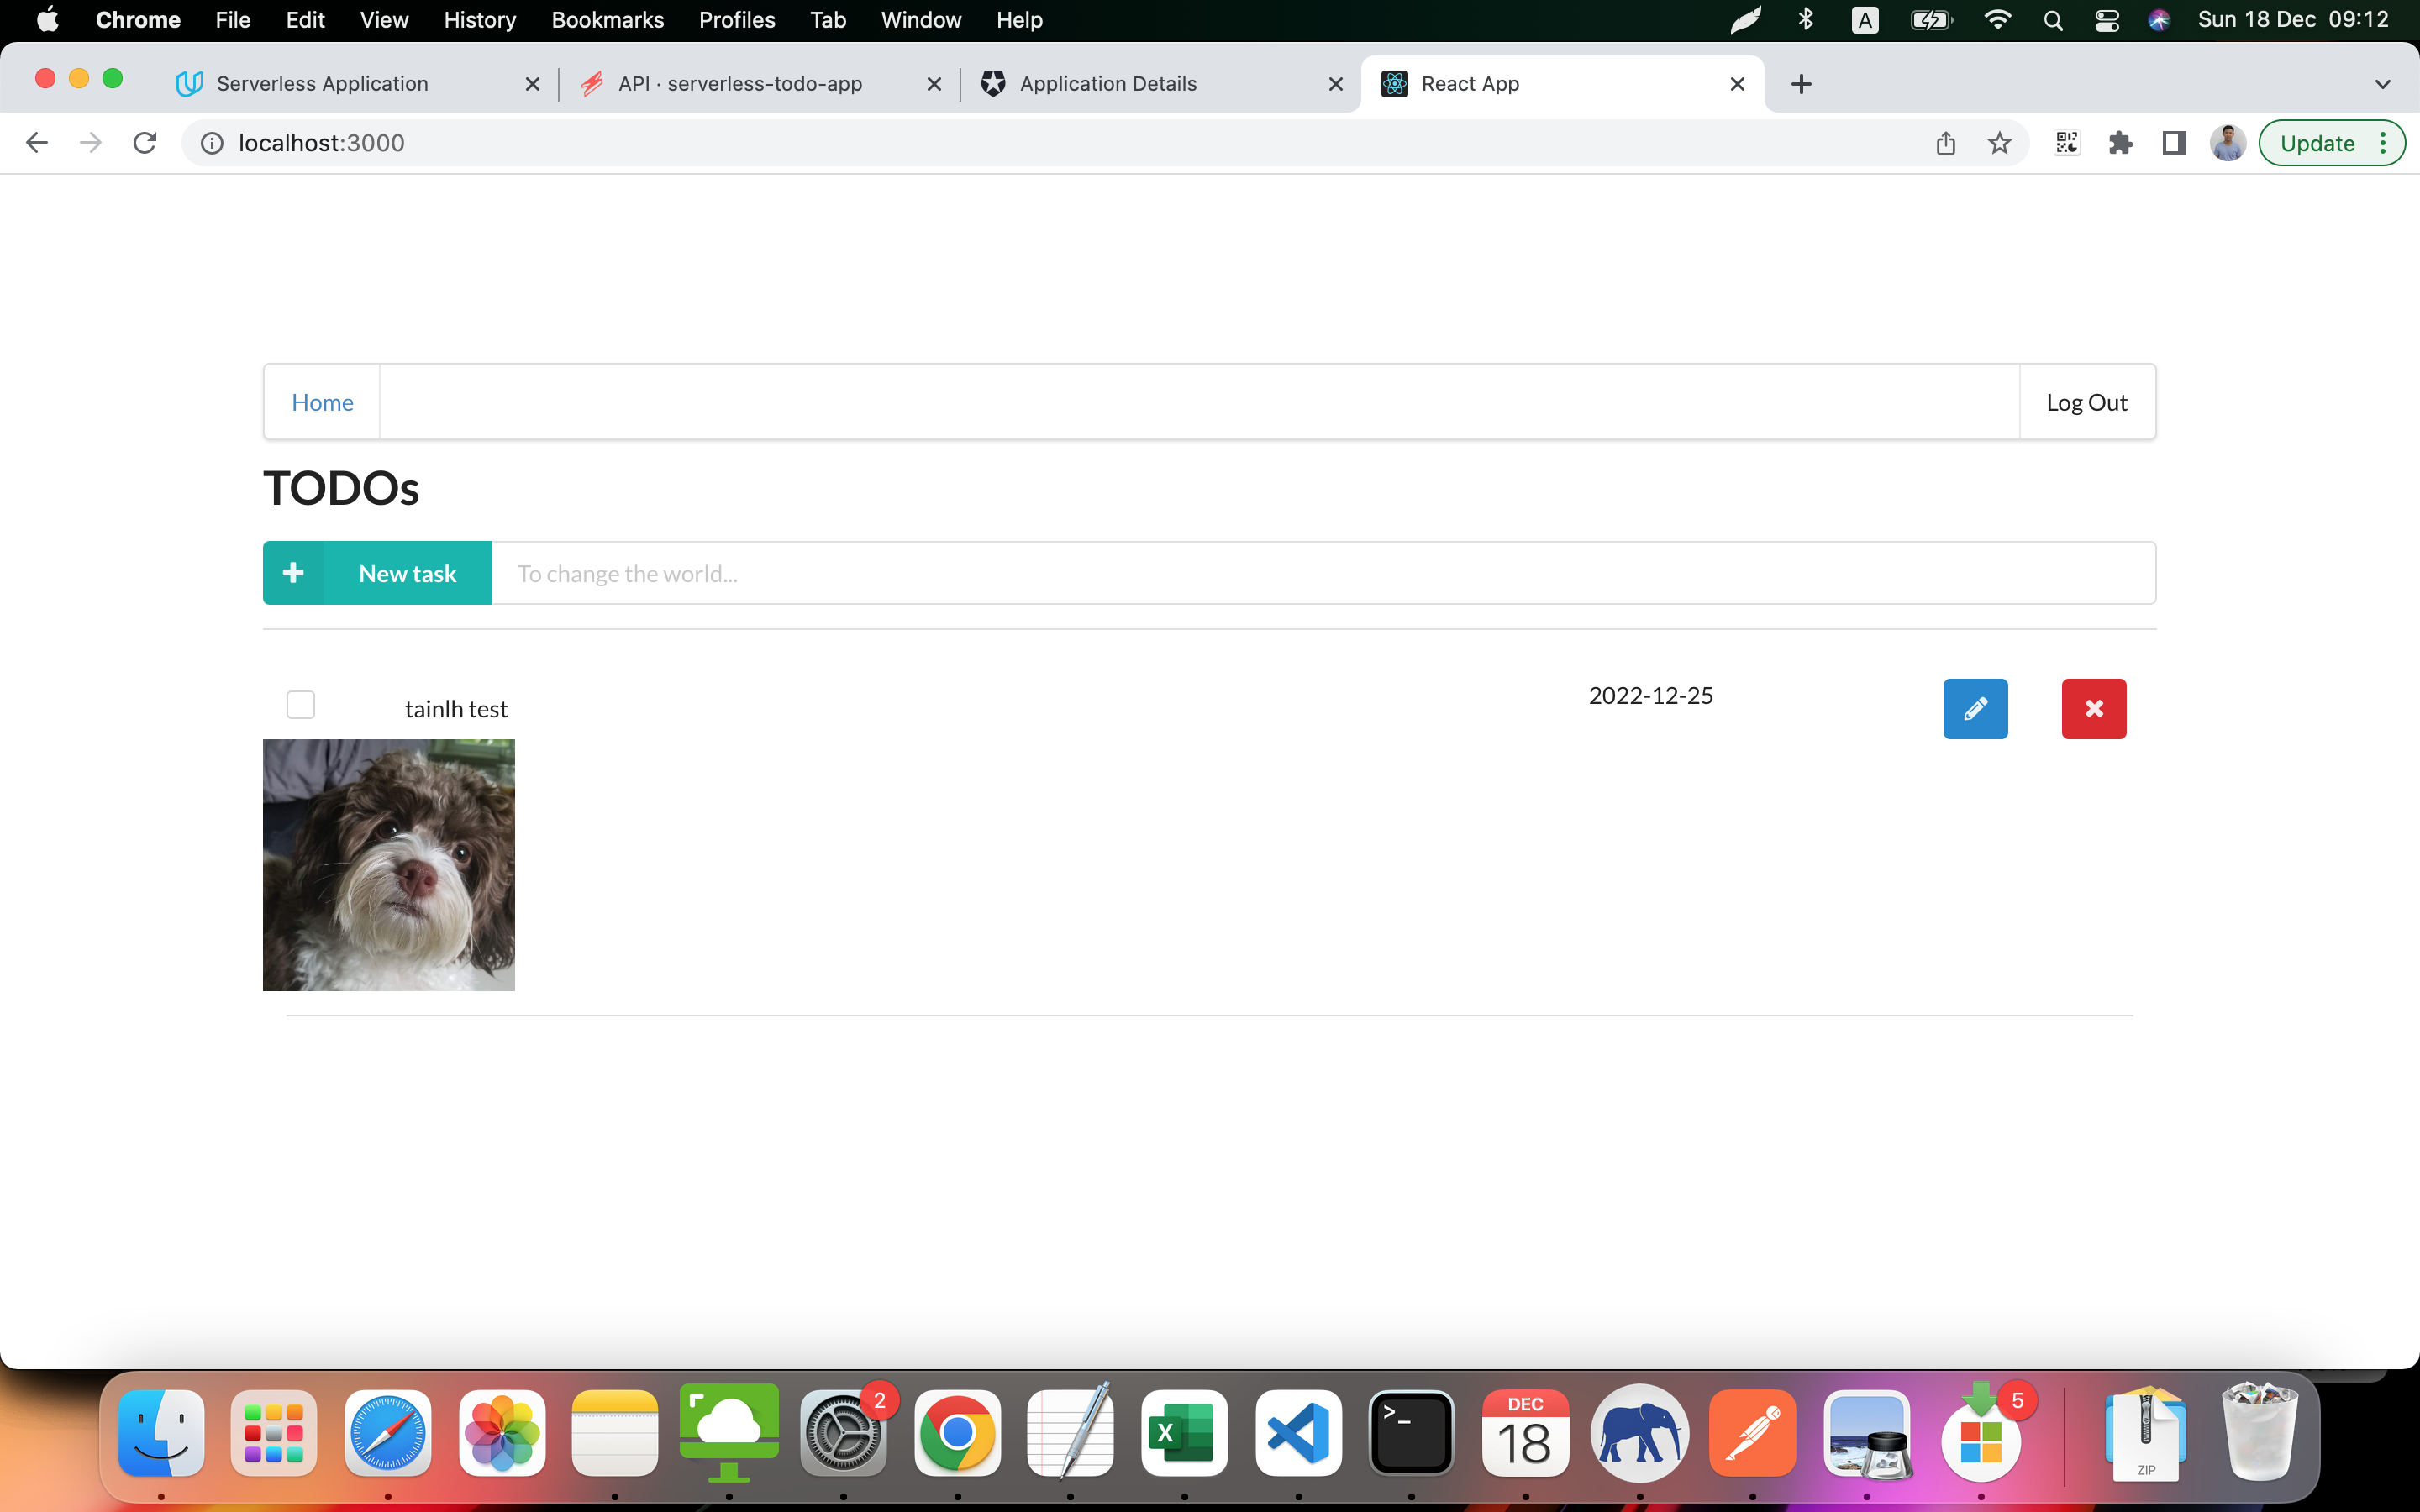 Chrome File Edit View History Bookmarks Profiles Tab Window Help A Sun 18 Dec 09:12
Serverless Application API · serverless-todo-app Application Details React App
localhost:3000 Update
Home Log Out
TODOs
New task To change the world...
tainlh test 2022-12-25
2 5
DEC
18
X
>_
ZIP